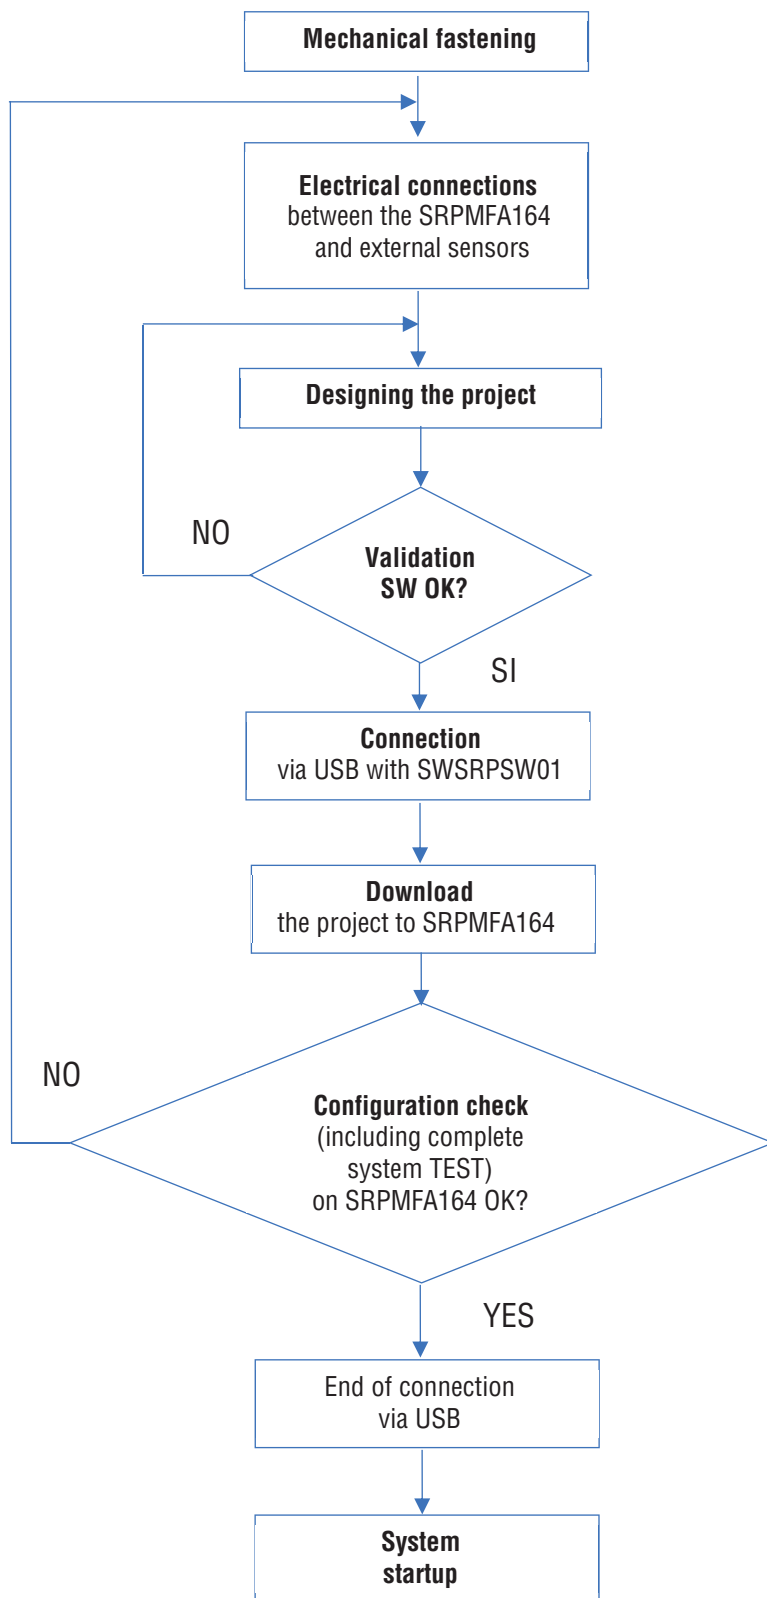 Mechanical fastening
Electrical connections
between the SRPMFA164
and external sensors
Designing the project
NO
Validation
SW OK?
SI
Connection
via USB with SWSRPSW01
Download
the project to SRPMFA164
NO
Configuration check
(including complete
system TEST)
on SRPMFA164 OK?
YES
End of connection
via USB
System
startup